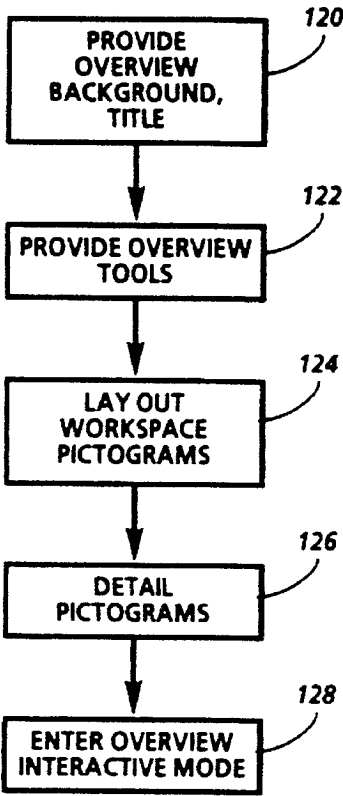 120
PROVIDE
OVERVIEW
BACKGROUND,
TITLE
122
PROVIDE OVERVIEW
TOOLS
124
LAY OUT
WORKSPACE
PICTOGRAMS
126
DETAIL
PICTOGRAMS
128
ENTER OVERVIEW
INTERACTIVE MODE